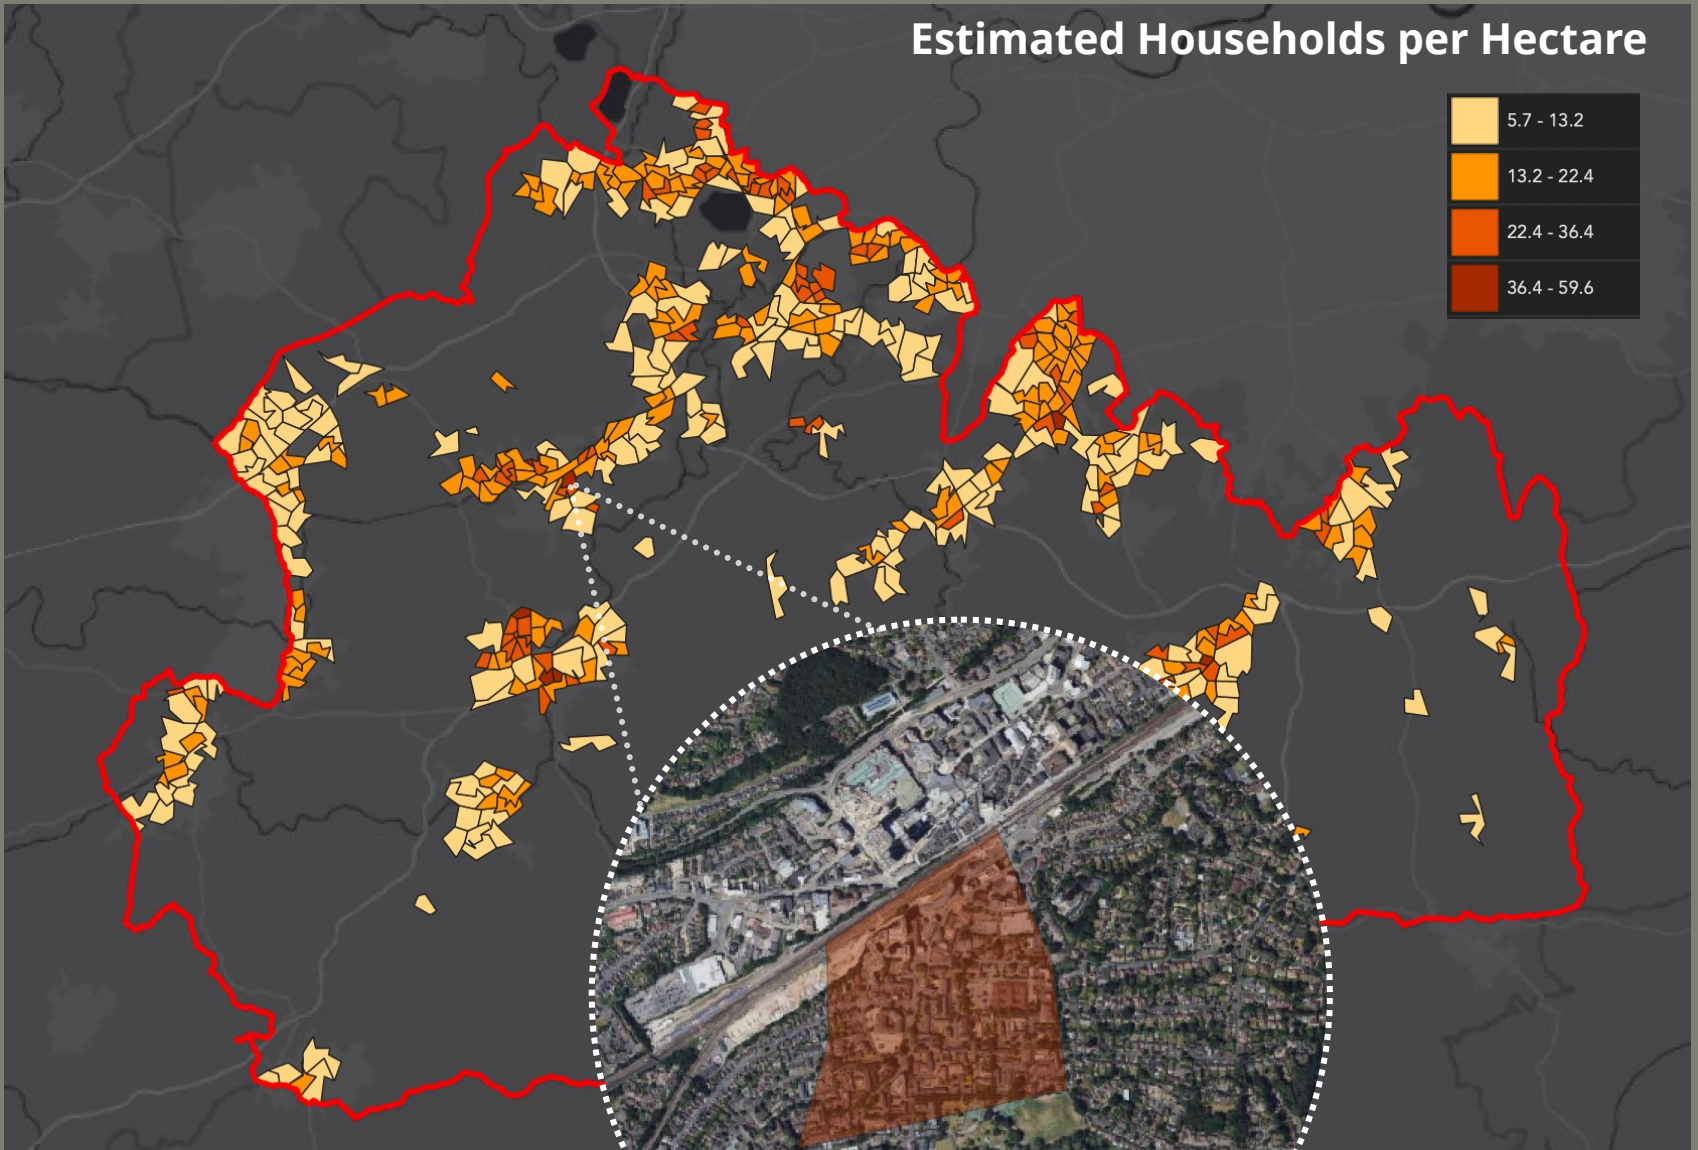 Estimated Households per Hectare
5.7 - 13.2
13.2 - 22.4
22.4 - 36.4
36.4 - 59.6